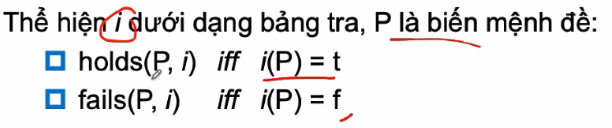 Thể hiện i dưới dạng bảng tra, P là biến mệnh đề:
holds(P, i) iff i(P) = t
fails(P, i) iff i(P) = f